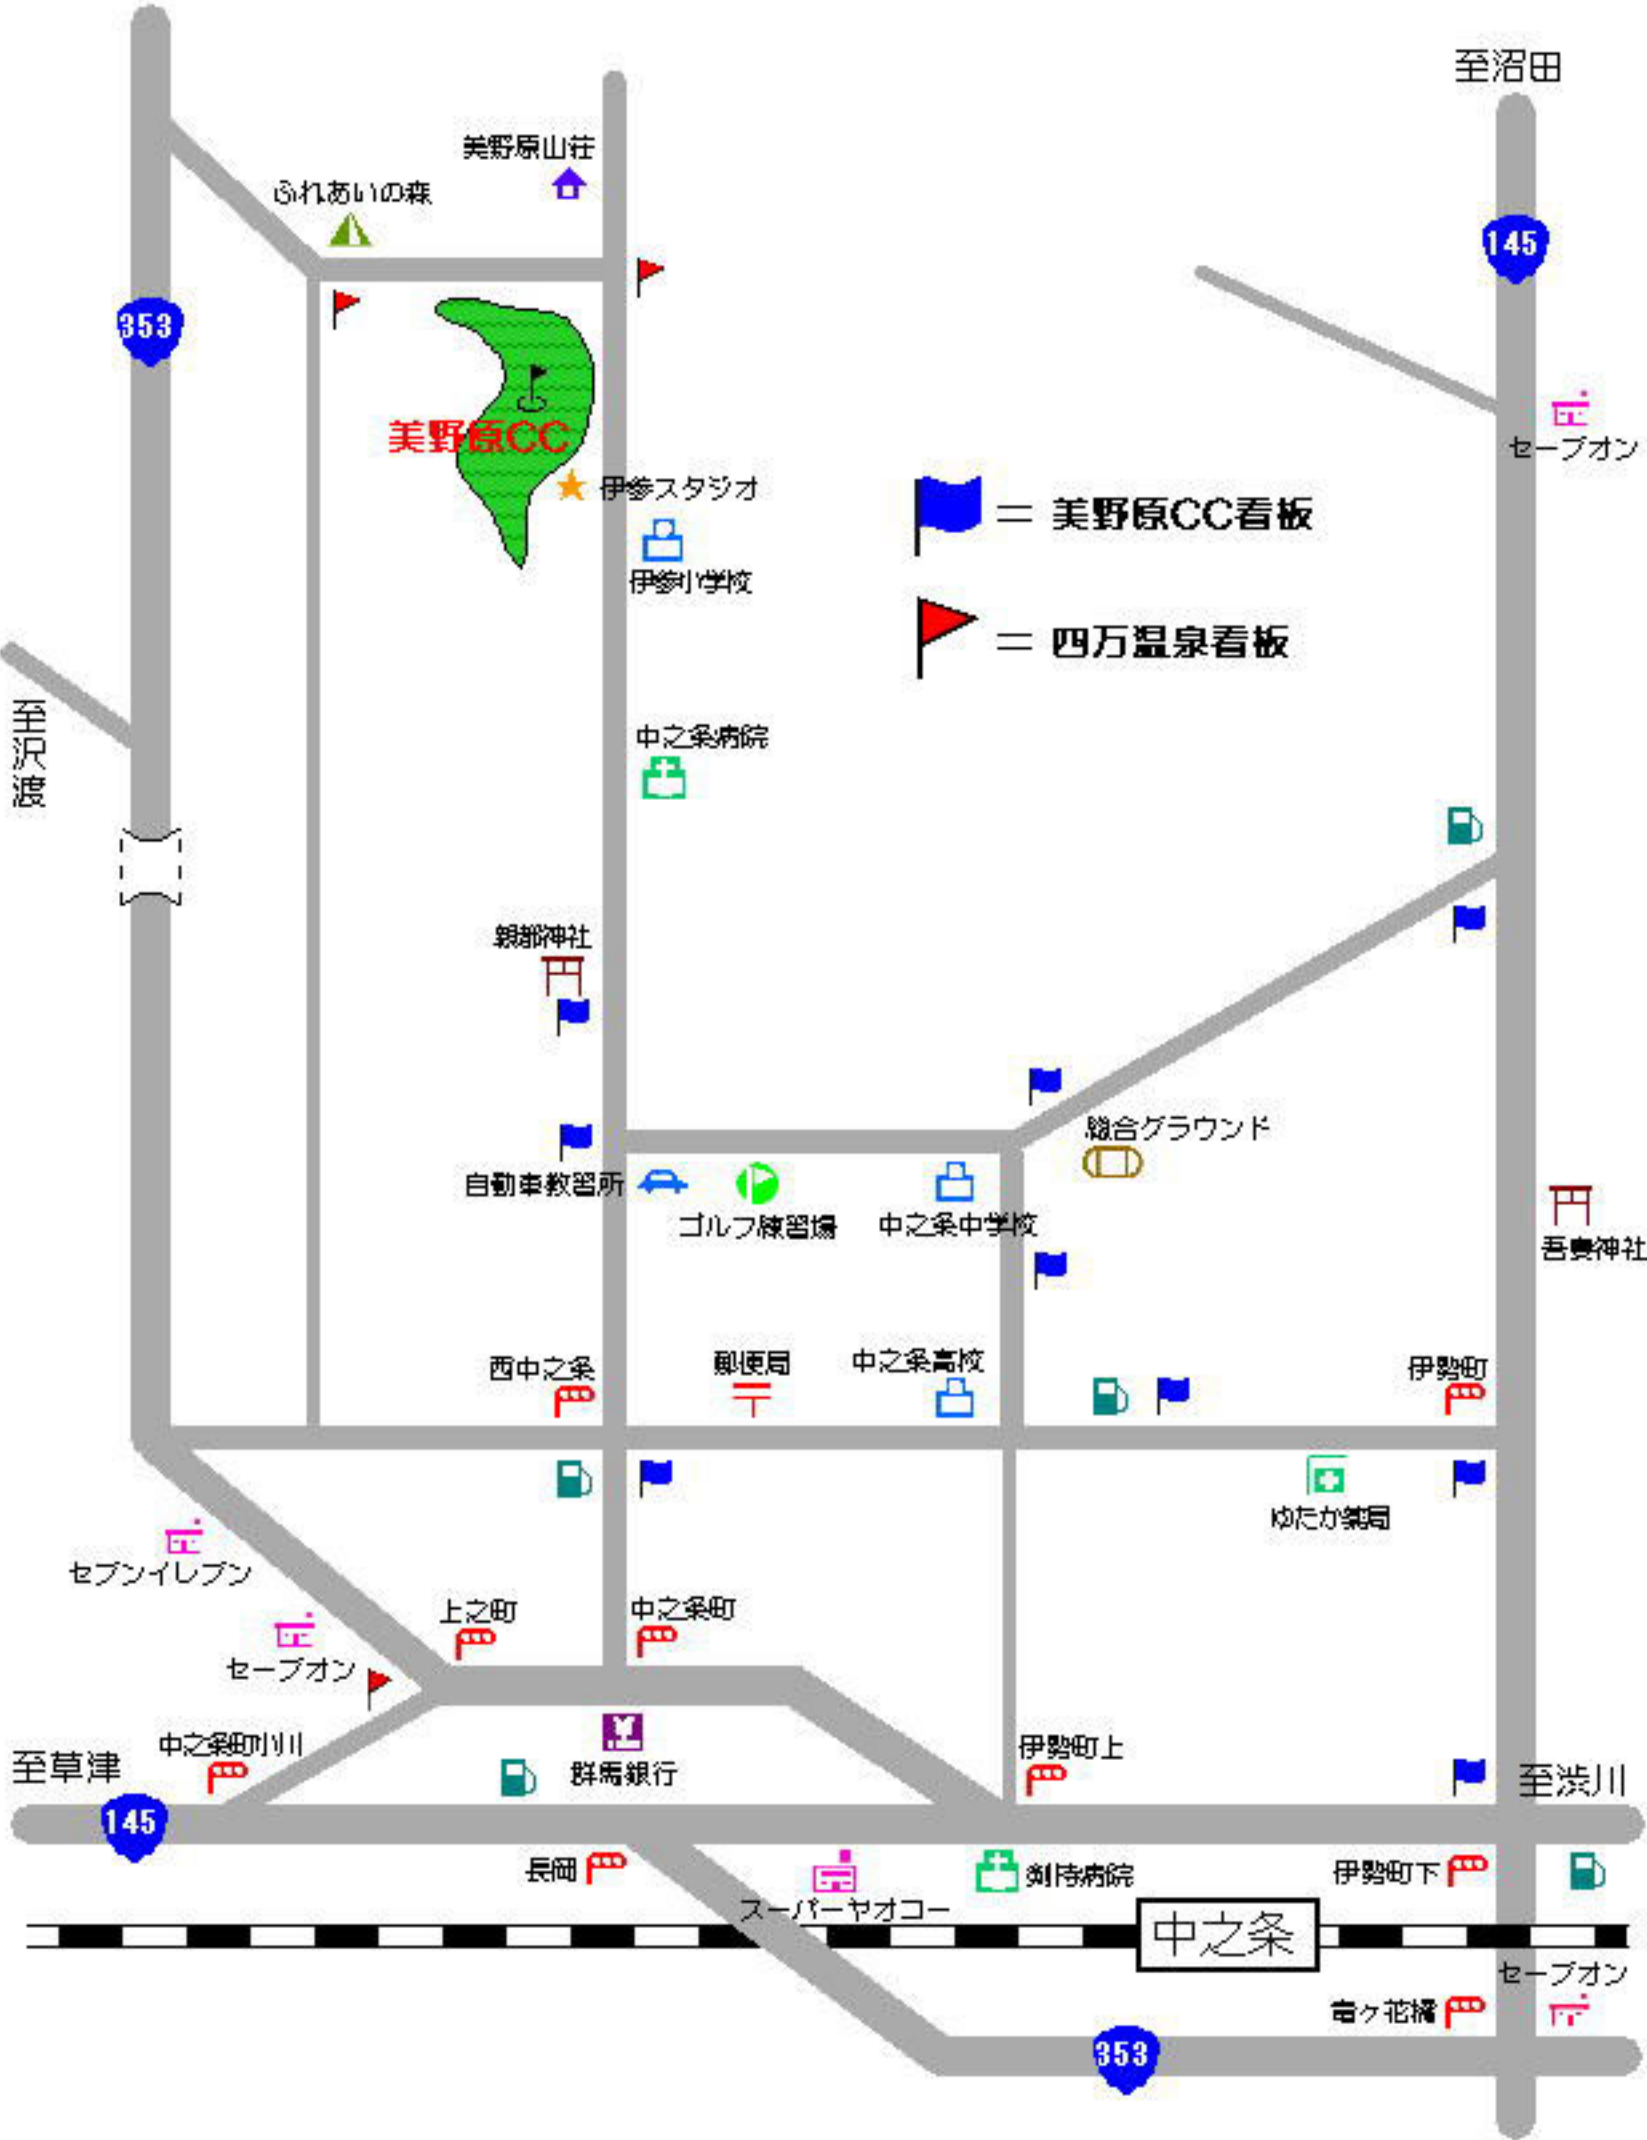 至沼田
美野原山荘
ふれあいの森
145
353
美野原CC
セーブオン
伊参スタジオ
= 美野原CC看板
伊参小学校
= 四万温泉看板
至沢渡
中之条病院
親都神社
総合グラウンド
自動車教習所
ゴルフ練習場
中之条中学校
吾妻神社
西中之条
郵便局
中之条高校
伊勢町
ゆたか薬局
セブンイレブン
上之町
中之条町
セーブオン
中之条町小川
伊勢町上
至草津
群馬銀行
至渋川
145
長岡
剣持病院
伊勢町下
スーパーヤオコー
中之条
セーブオン
竜ヶ花橋
353